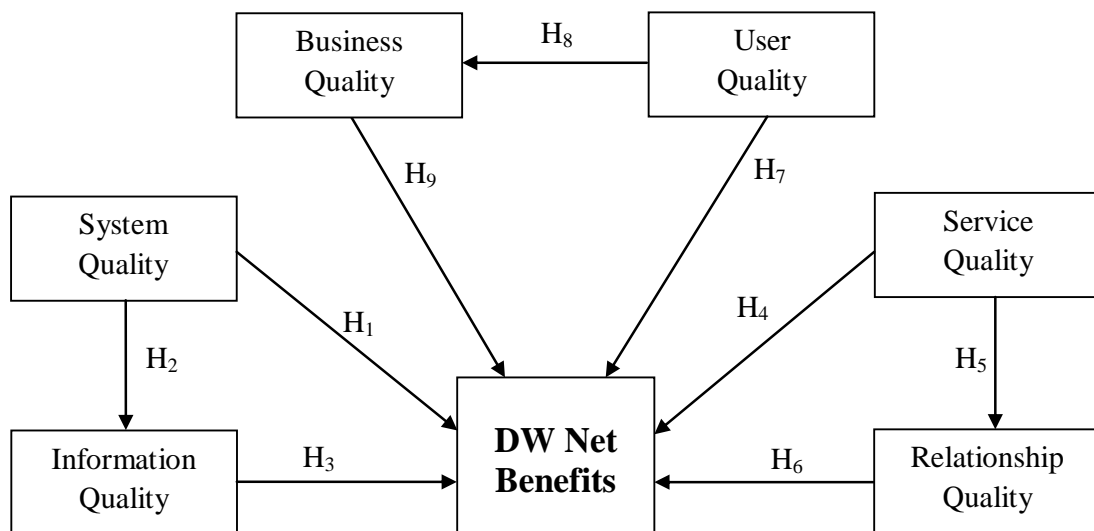 Business
Quality
H₈
User
Quality
H₉
H₇
System
Quality
Service
Quality
H₁
H₄
H₂
H₅
Information
Quality
H₃
DW Net
Benefits
H₆
Relationship
Quality